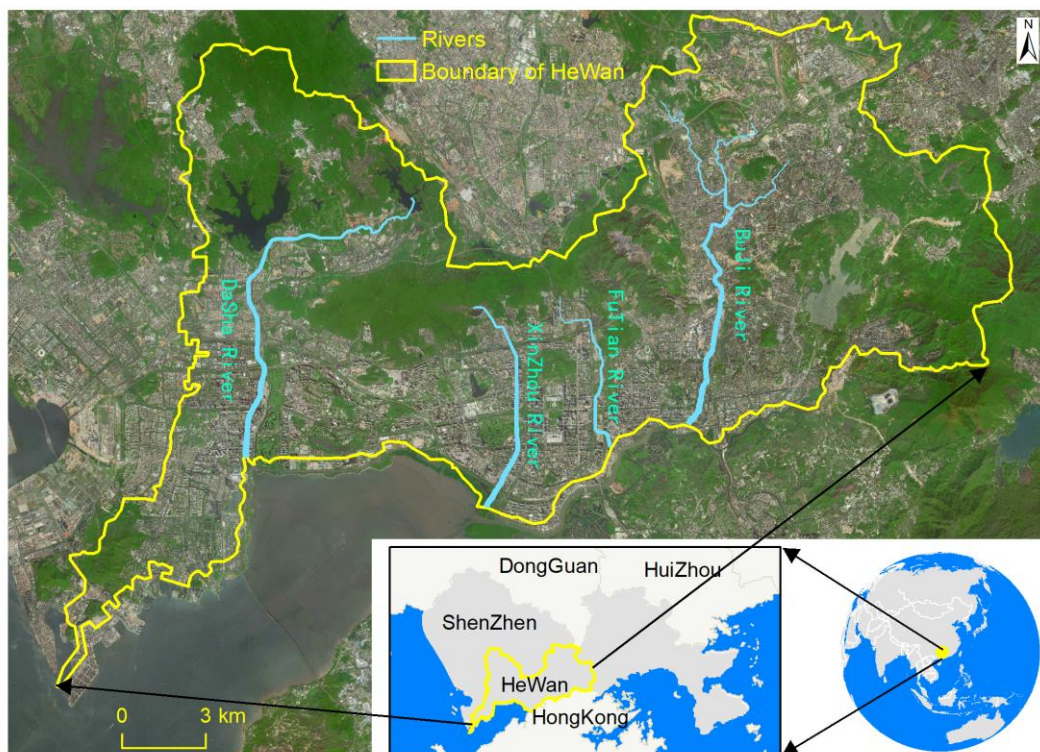 N
Rivers
Boundary of HeWan
DaSha River
XinZhou River
FuTian River
BuJi River
DongGuan
HuiZhou
ShenZhen
HeWan
HongKong
0 3 km